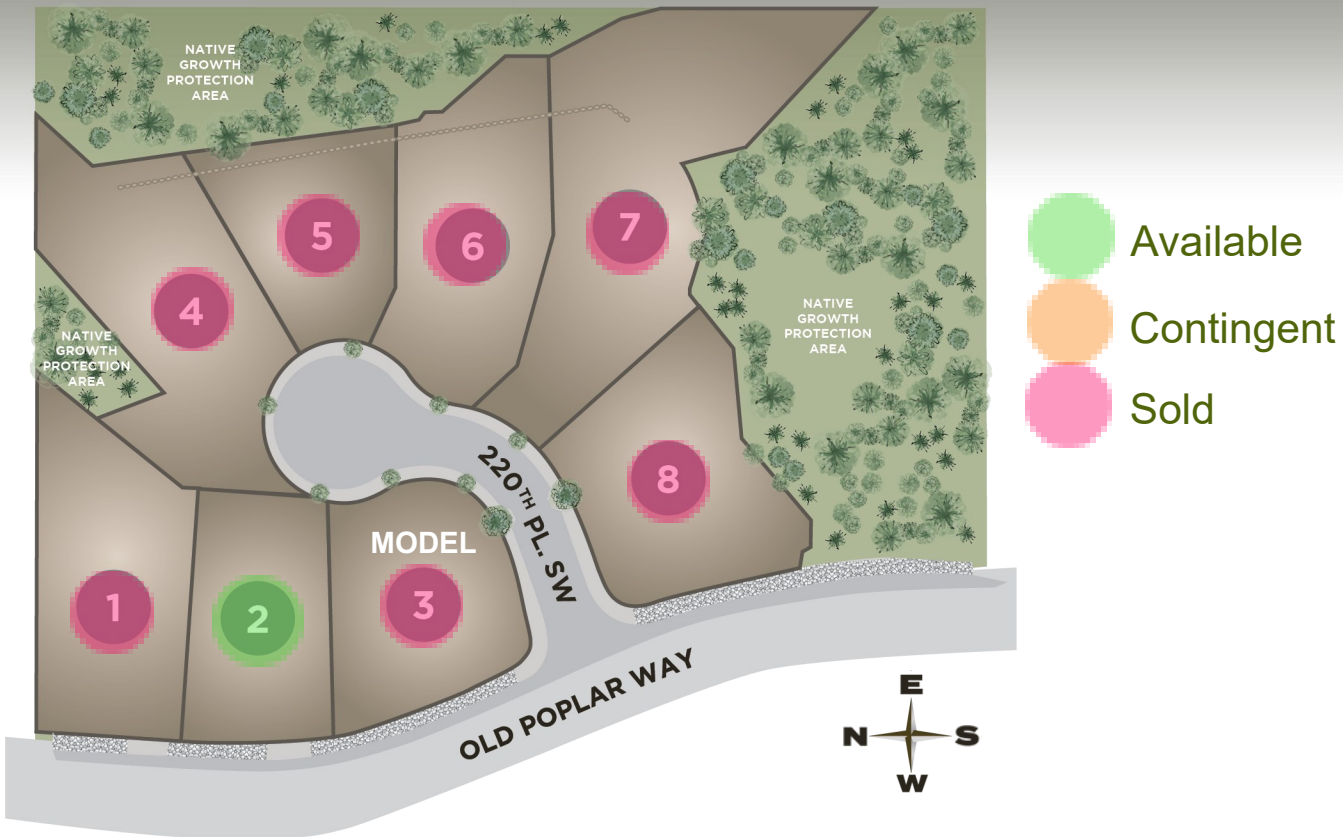 NATIVE
GROWTH
PROTECTION
AREA
5
6
7
4
NATIVE
GROWTH
PROTECTION
AREA
NATIVE
GROWTH
PROTECTION
AREA
8
220TH PL. SW
MODEL
1
2
3
OLD POPLAR WAY
Available
Contingent
Sold
E
N S
W